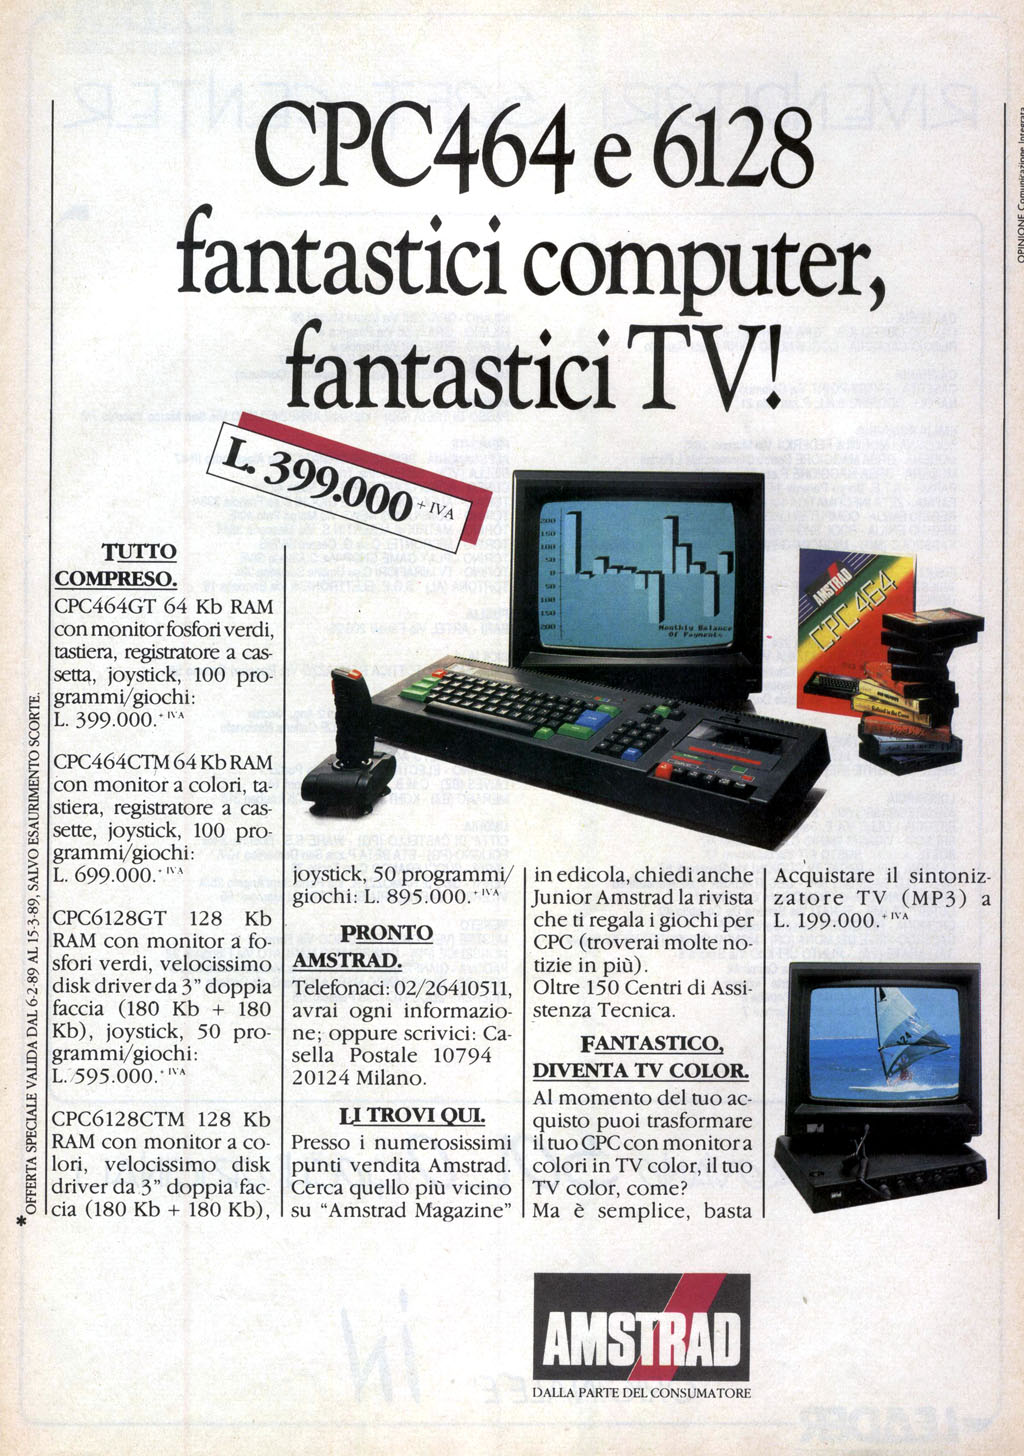 CPC464 e 6128
fantastici computer,
fantastici TV!
L. 399.000 + IVA
TUTTO
COMPRESO.
CPC464GT 64 Kb RAM
con monitor fosfori verdi,
tastiera, registratore a cas-
setta, joystick, 100 pro-
grammi/giochi:
L. 399.000.+ IVA
CPC464CTM 64 Kb RAM
con monitor a colori, ta-
stiera, registratore a cas-
sette, joystick, 100 pro-
grammi/giochi:
L. 699.000.+ IVA
CPC6128GT 128 Kb
RAM con monitor a fo-
sfori verdi, velocissimo
disk driver da 3” doppia
faccia (180 Kb + 180
Kb), joystick, 50 pro-
grammi/giochi:
L. 595.000.+ IVA
CPC6128CTM 128 Kb
RAM con monitor a co-
lori, velocissimo disk
driver da 3” doppia fac-
cia (180 Kb + 180 Kb),
joystick, 50 programmi/
giochi: L. 895.000.+ IVA
PRONTO
AMSTRAD.
Telefonaci: 02/26410511,
avrai ogni informazio-
ne; oppure scrivici: Ca-
sella Postale 10794
20124 Milano.
LI TROVI QUI.
Presso i numerosissimi
punti vendita Amstrad.
Cerca quello più vicino
su “Amstrad Magazine”
in edicola, chiedi anche
Junior Amstrad la rivista
che ti regala i giochi per
CPC (troverai molte no-
tizie in più).
Oltre 150 Centri di Assi-
stenza Tecnica.
FANTASTICO,
DIVENTA TV COLOR.
Al momento del tuo ac-
quisto puoi trasformare
il tuo CPC con monitor a
colori in TV color, il tuo
TV color, come?
Ma è semplice, basta
Acquistare il sintoniz-
zatore TV (MP3) a
L. 199.000.+ IVA
200
150
100
50
0
50
100
150
200
Monthly Balance
Of Payments
AMSTRAD
CPC 464
* OFFERTA SPECIALE VALIDA DAL 6-2-89 AL 15-3-89, SALVO ESAURIMENTO SCORTE.
OPINIONE Comunicazione Integrata
AMSTRAD
DALLA PARTE DEL CONSUMATORE